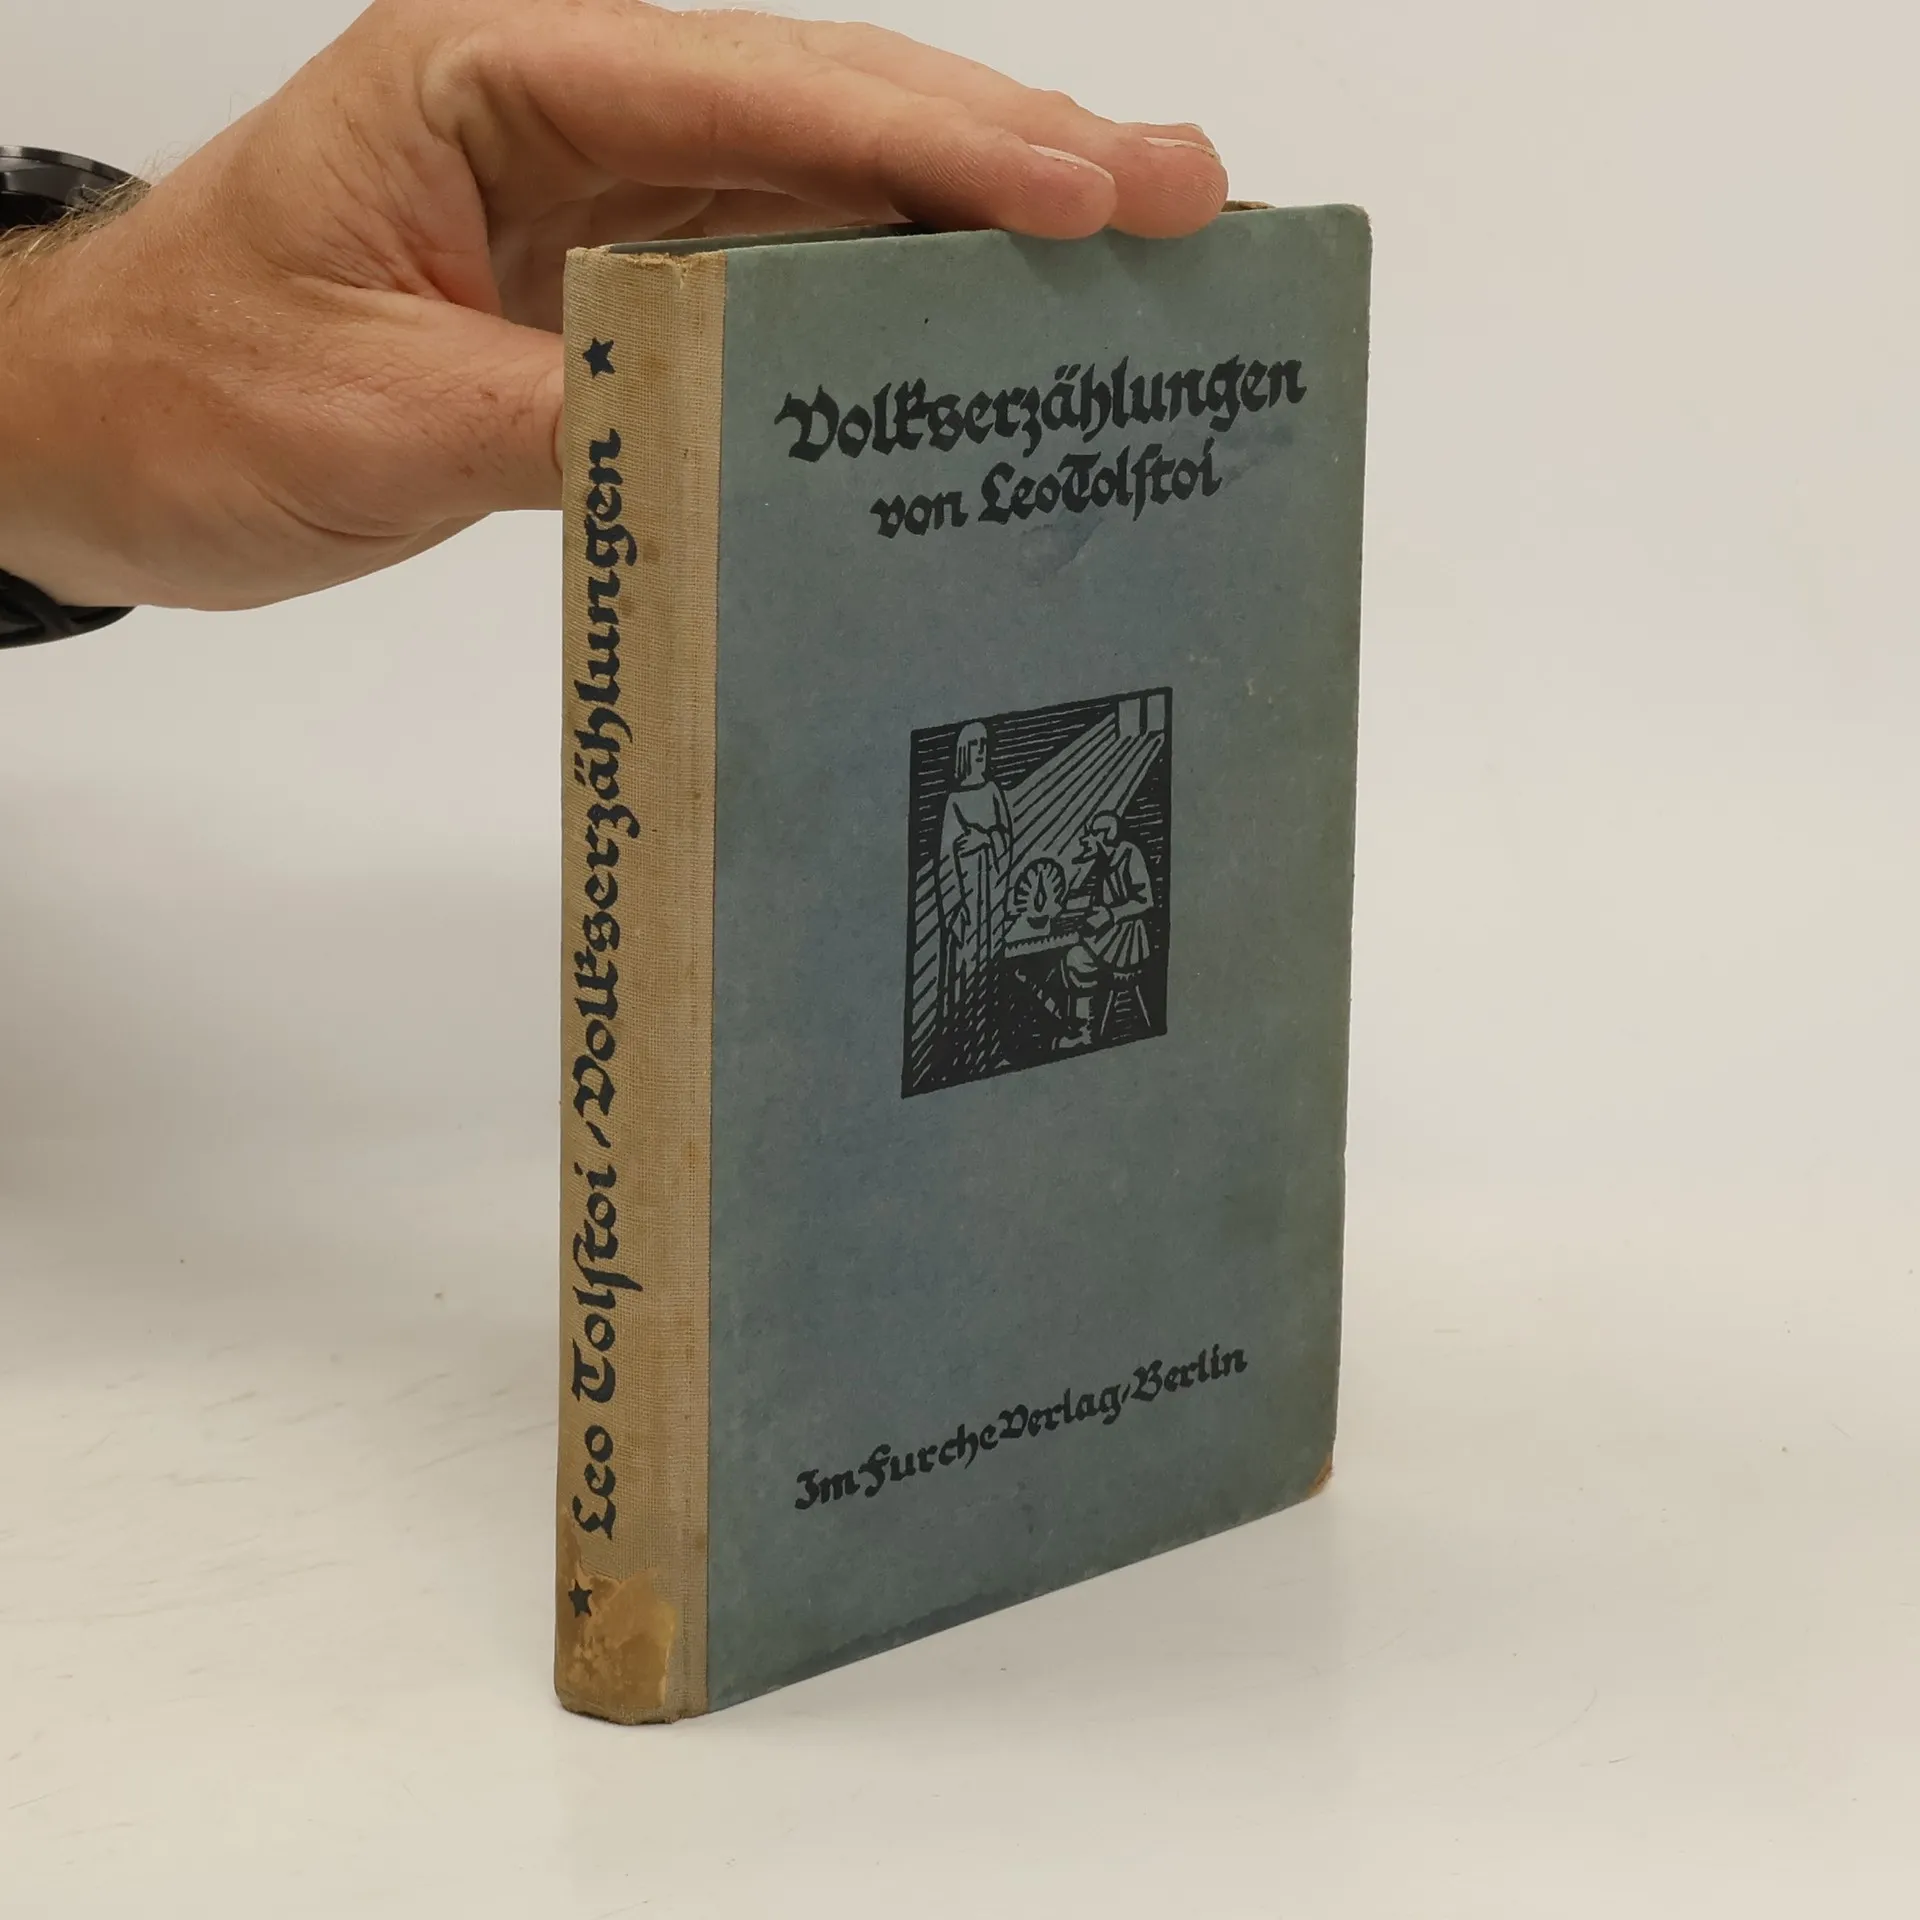 ★ Leo Tolstoi / Volkserzählungen ★
Volkserzählungen
von Leo Tolstoi
Im Furche Verlag / Berlin